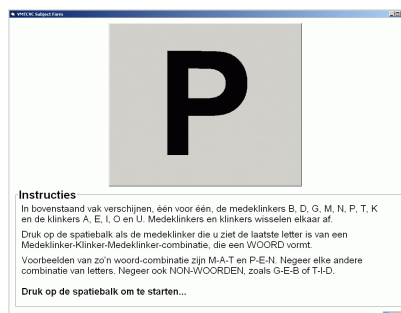 VMTCVC Subject Form
P
Instructies
In bovenstaand vak verschijnen, één voor één, de medeklinkers B, D, G, M, N, P, T, K
en de klinkers A, E, I, O en U. Medeklinkers en klinkers wisselen elkaar af.
Druk op de spatiebalk als de medeklinker die u ziet de laatste letter is van een
Medeklinker-Klinker-Medeklinker-combinatie, die een WOORD vormt.
Voorbeelden van zo'n woord-combinatie zijn M-A-T en P-E-N. Negeer elke andere
combinatie van letters. Negeer ook NON-WOORDEN, zoals G-E-B of T-I-D.
Druk op de spatiebalk om te starten...